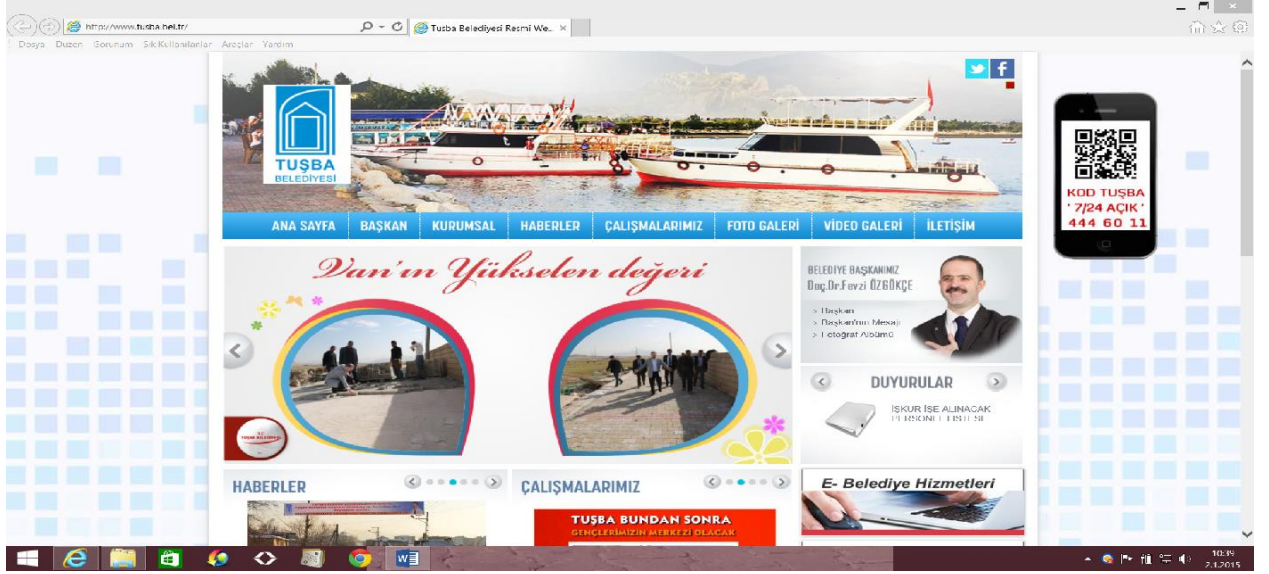 http://www.tusba.bel.tr/
Tusba Belediyesi Resmi We...
Dosya Düzen Görünüm Sık Kullanılanlar Araçlar Yardım
TUŞBA
BELEDİYESİ
KOD TUŞBA
' 7/24 AÇIK '
444 60 11
ANA SAYFA BAŞKAN KURUMSAL HABERLER ÇALIŞMALARIMIZ FOTO GALERİ VİDEO GALERİ İLETİŞİM
Van'ın Yükselen değeri
BELEDİYE BAŞKANIMIZ
Doç.Dr.Fevzi ÖZGÖKÇE
> Başkan
> Başkan'nın Mesajı
> Fotoğraf Albümü
DUYURULAR
İŞKUR İŞE ALINACAK
PERSONEL LİSTESİ
HABERLER
ÇALIŞMALARIMIZ
E- Belediye Hizmetleri
TUŞBA BUNDAN SONRA
GENÇLERİMİZİN MERKEZİ OLACAK
10:39
2.1.2015